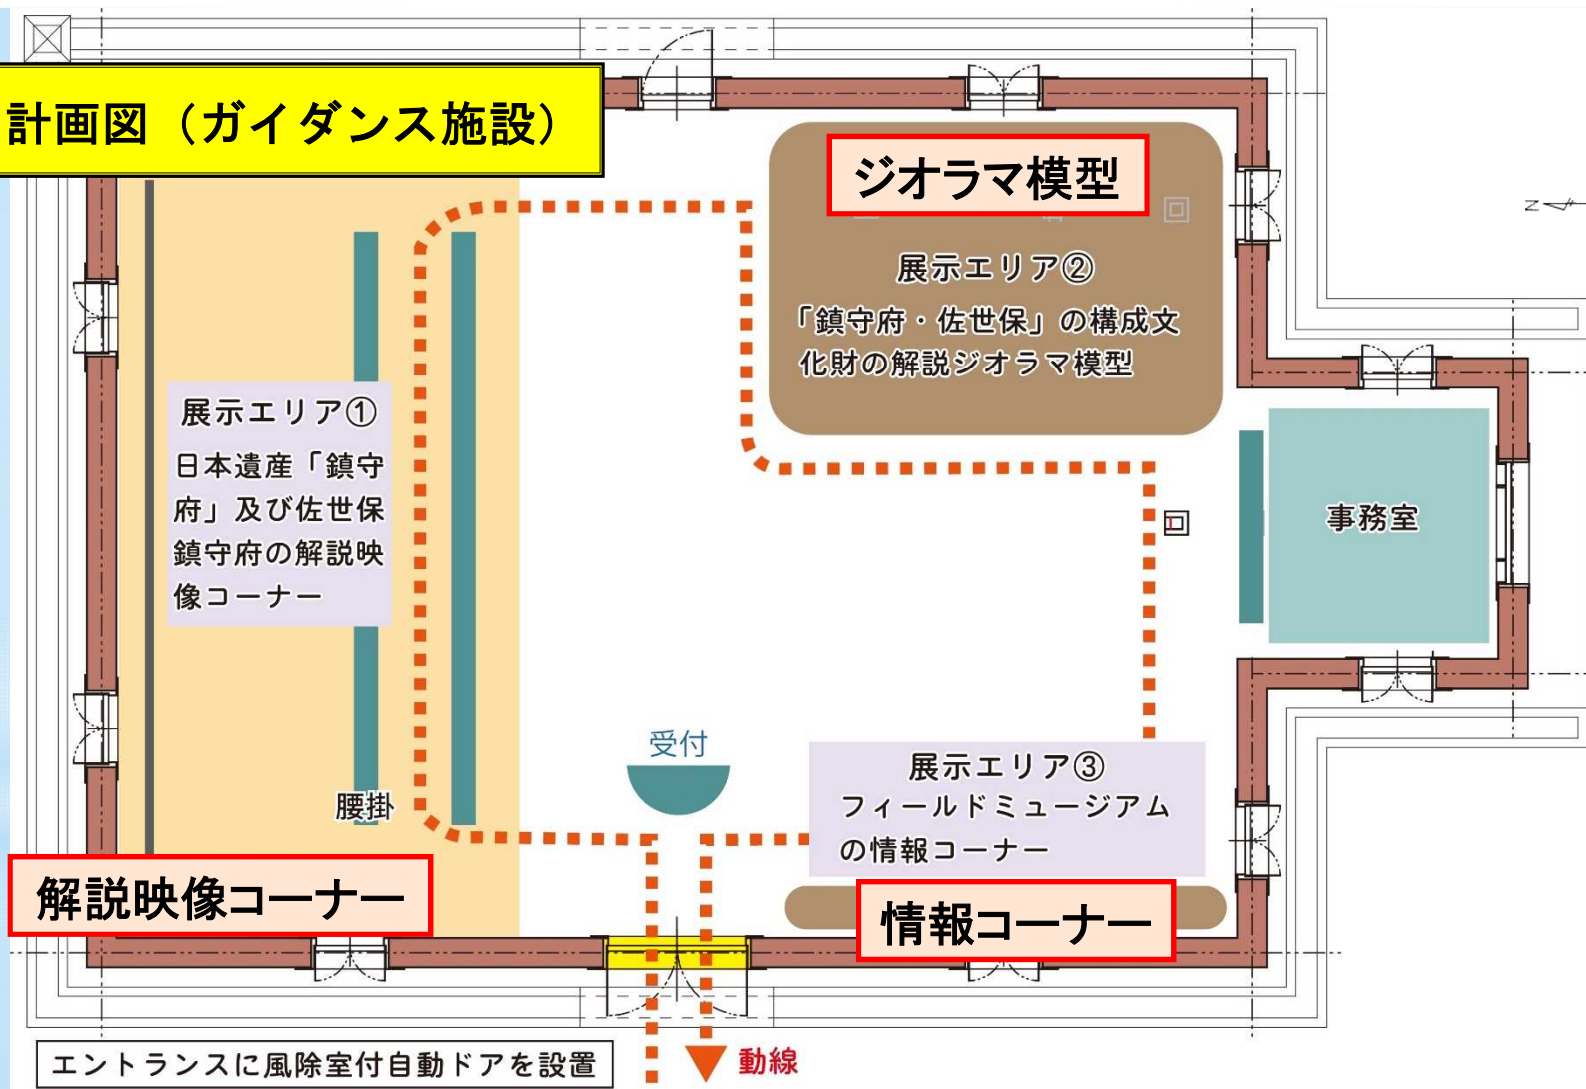 計画図（ガイダンス施設）
ジオラマ模型
展示エリア②
「鎮守府・佐世保」の構成文
化財の解説ジオラマ模型
N
展示エリア①
日本遺産「鎮守
府」及び佐世保
鎮守府の解説映
像コーナー
事務室
受付
腰掛
展示エリア③
フィールドミュージアム
の情報コーナー
解説映像コーナー
情報コーナー
エントランスに風除室付自動ドアを設置
動線